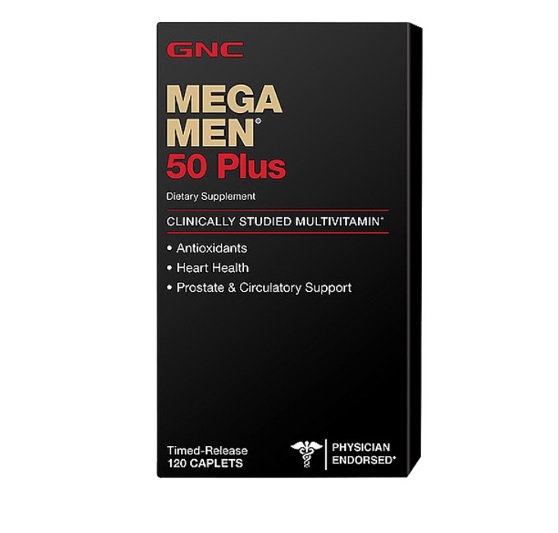 GNC
MEGA
MEN®
50 Plus
Dietary Supplement
CLINICALLY STUDIED MULTIVITAMIN*
• Antioxidants
• Heart Health
• Prostate & Circulatory Support
Timed-Release
120 CAPLETS
PHYSICIAN
ENDORSED*